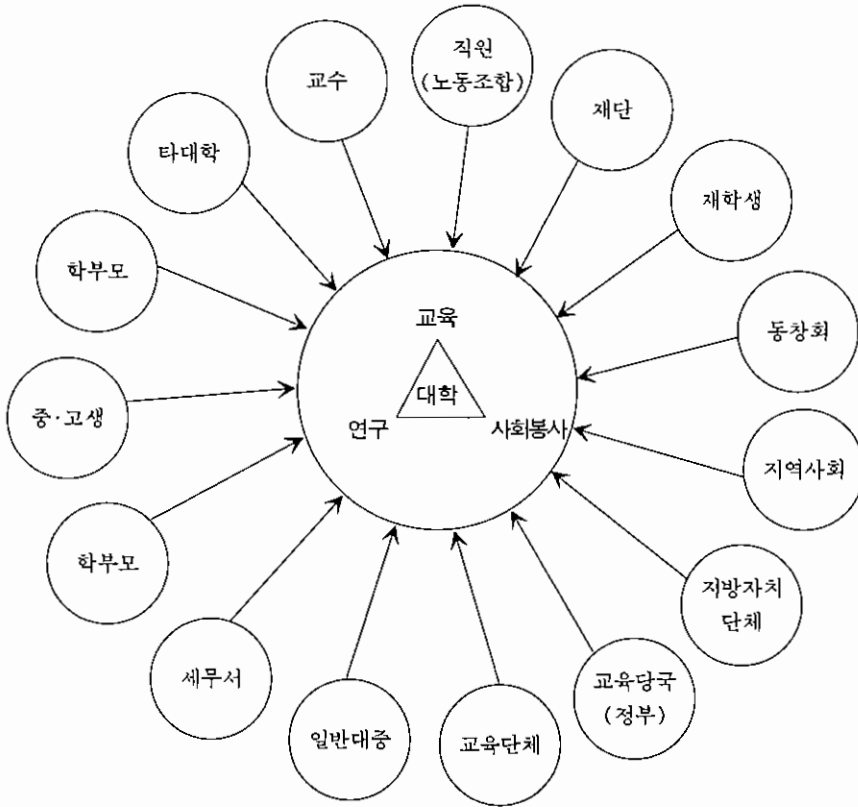 직원
(노동조합)
교수
재단
타대학
재학생
학부모
교육
동창회
대학
중·고생
연구
사회봉사
지역사회
학부모
지방자치
단체
세무서
교육당국
(정부)
일반대중
교육단체